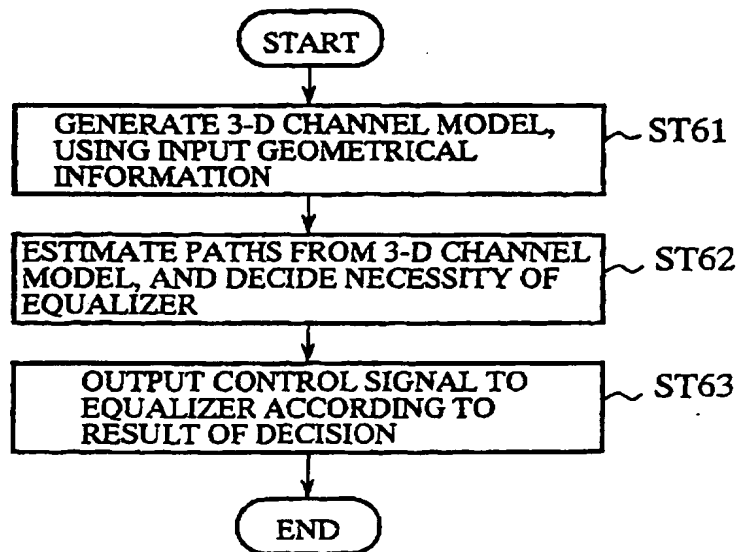 START
GENERATE 3-D CHANNEL MODEL,
USING INPUT GEOMETRICAL
INFORMATION
ST61
ESTIMATE PATHS FROM 3-D CHANNEL
MODEL, AND DECIDE NECESSITY OF
EQUALIZER
ST62
OUTPUT CONTROL SIGNAL TO
EQUALIZER ACCORDING TO
RESULT OF DECISION
ST63
END